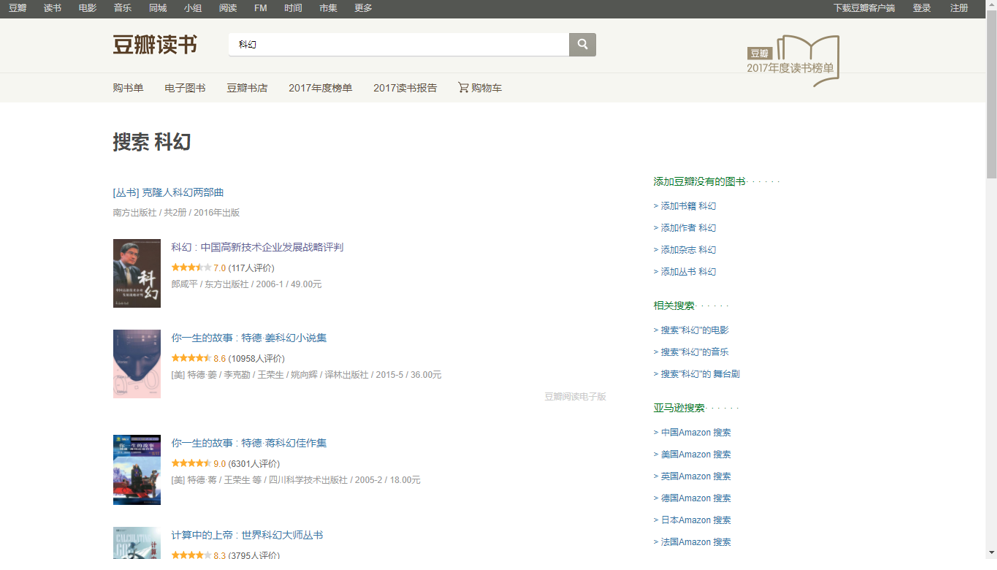 豆瓣 读书 电影 音乐 同城 小组 阅读 FM 时间 市集 更多 下载豆瓣客户端 登录 注册
豆瓣读书
科幻
豆瓣
2017年度读书榜单
购书单 电子图书 豆瓣书店 2017年度榜单 2017读书报告 购物车
搜索 科幻
[丛书] 克隆人科幻两部曲
南方出版社 / 共2册 / 2016年出版
科幻 : 中国高新技术企业发展战略评判
7.0 (117人评价)
郎咸平 / 东方出版社 / 2006-1 / 49.00元
科幻
你一生的故事 : 特德·姜科幻小说集
8.6 (10958人评价)
[美] 特德·姜 / 李克勤 / 王荣生 / 姚向辉 / 译林出版社 / 2015-5 / 36.00元
豆瓣阅读电子版
你一生的故事 : 特德·蒋科幻佳作集
9.0 (6301人评价)
[美] 特德·蒋 / 王荣生 等 / 四川科学技术出版社 / 2005-2 / 18.00元
你一生的故事
计算中的上帝 : 世界科幻大师丛书
8.3 (3795人评价)
添加豆瓣没有的图书· · · · · ·
> 添加书籍 科幻
> 添加作者 科幻
> 添加杂志 科幻
> 添加丛书 科幻
相关搜索· · · · · ·
> 搜索"科幻"的电影
> 搜索"科幻"的音乐
> 搜索"科幻"的 舞台剧
亚马逊搜索· · · · · ·
> 中国Amazon 搜索
> 美国Amazon 搜索
> 英国Amazon 搜索
> 德国Amazon 搜索
> 日本Amazon 搜索
> 法国Amazon 搜索